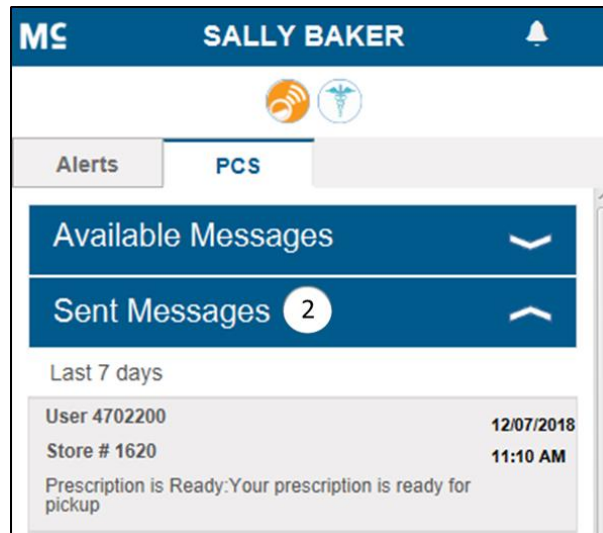 MC SALLY BAKER
Alerts PCS
Available Messages
Sent Messages 2
Last 7 days
User 4702200 12/07/2018
Store # 1620 11:10 AM
Prescription is Ready:Your prescription is ready for
pickup